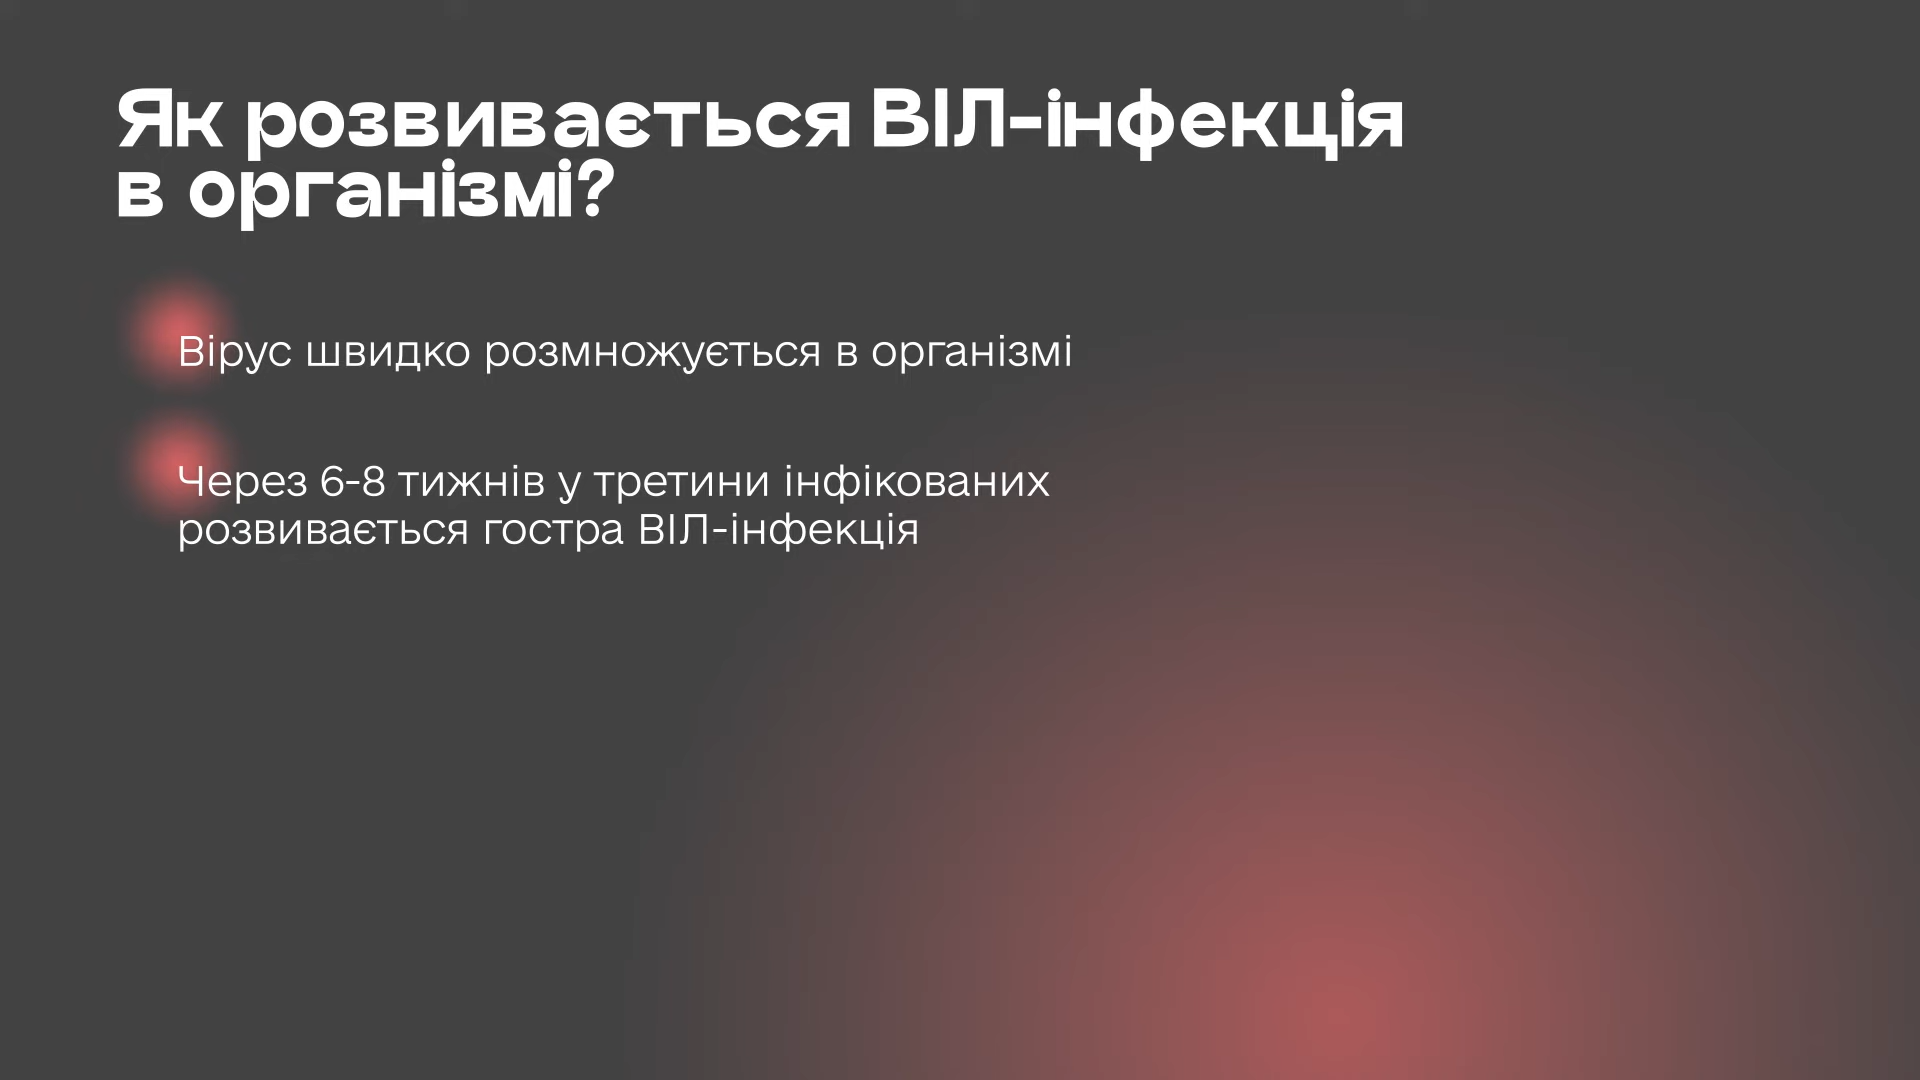 Як розвивається ВІЛ-інфекція
в організмі?
Вірус швидко розмножується в організмі
Через 6-8 тижнів у третини інфікованих
розвивається гостра ВІЛ-інфекція